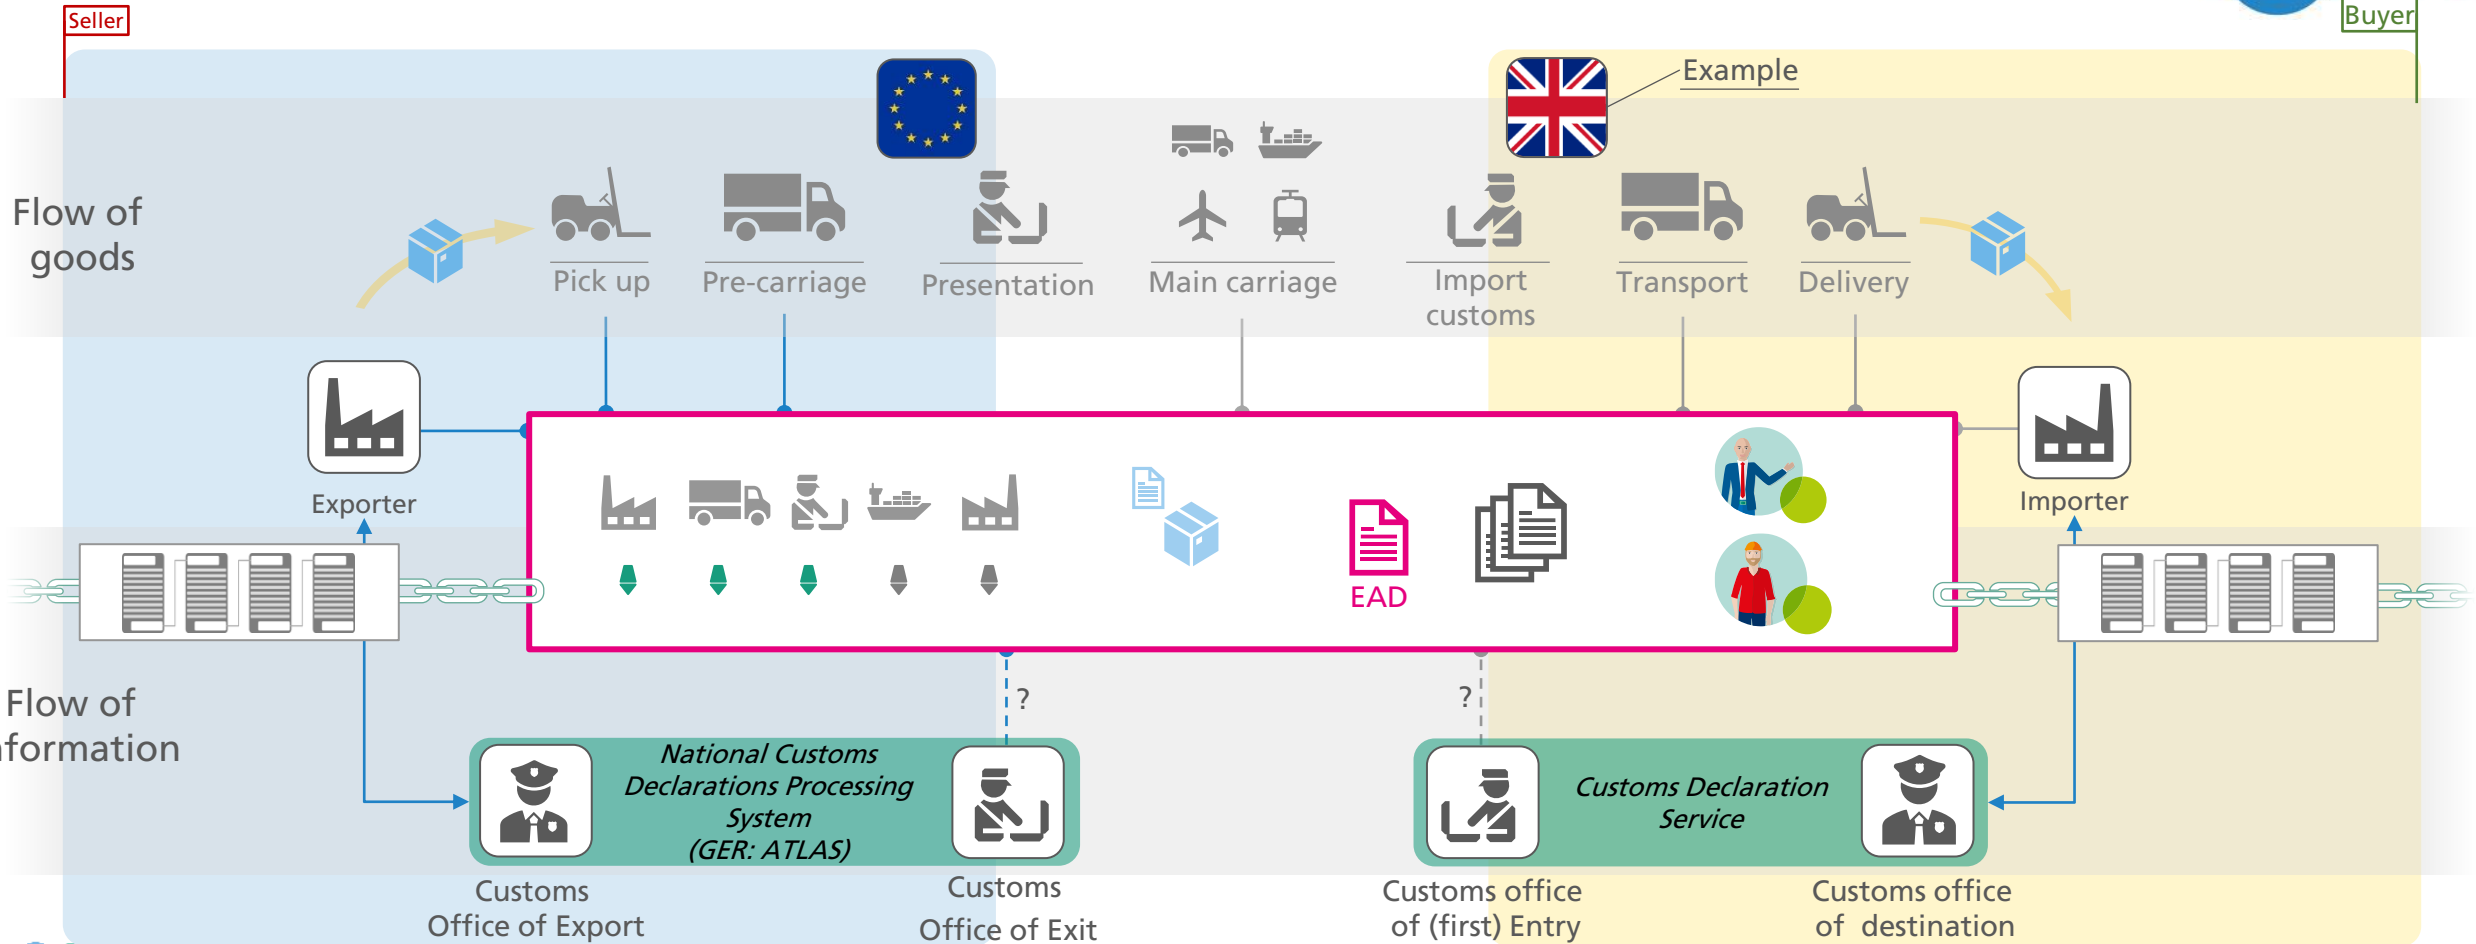 Seller
Buyer
Example
Flow of
goods
Pick up
Pre-carriage
Presentation
Main carriage
Import
customs
Transport
Delivery
Exporter
Importer
EAD
?
?
Flow of
nformation
National Customs
Declarations Processing
System
(GER: ATLAS)
Customs Declaration
Service
Customs
Office of Export
Customs
Office of Exit
Customs office
of (first) Entry
Customs office
of destination